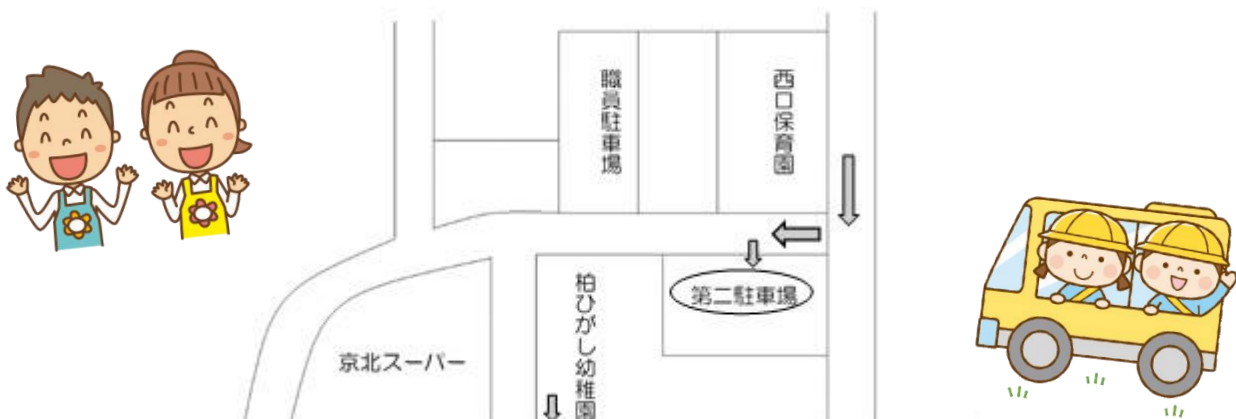 職員駐車場
西口保育園
第二駐車場
柏ひがし幼稚園
京北スーパー